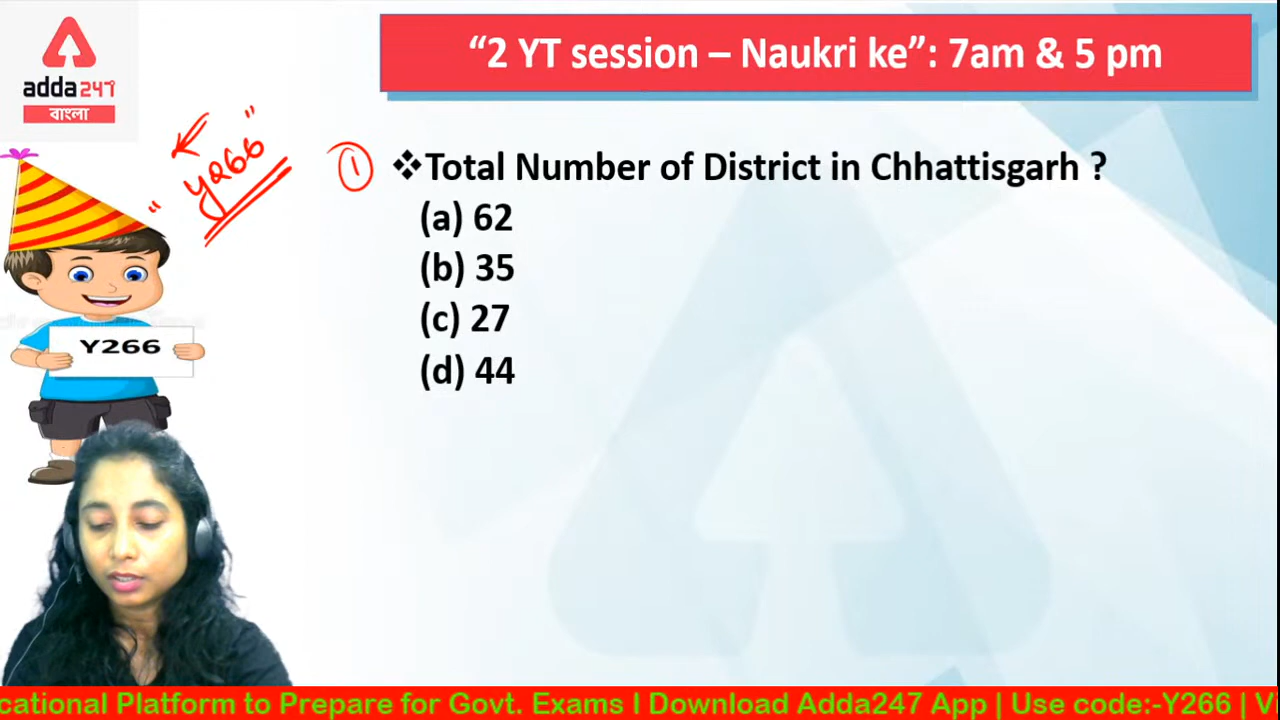 adda247
বাংলা
“2 YT session – Naukri ke”: 7am & 5 pm
"Y266"
Y266
① ❖Total Number of District in Chhattisgarh ?
(a) 62
(b) 35
(c) 27
(d) 44
cational Platform to Prepare for Govt. Exams I Download Adda247 App | Use code:-Y266 | V